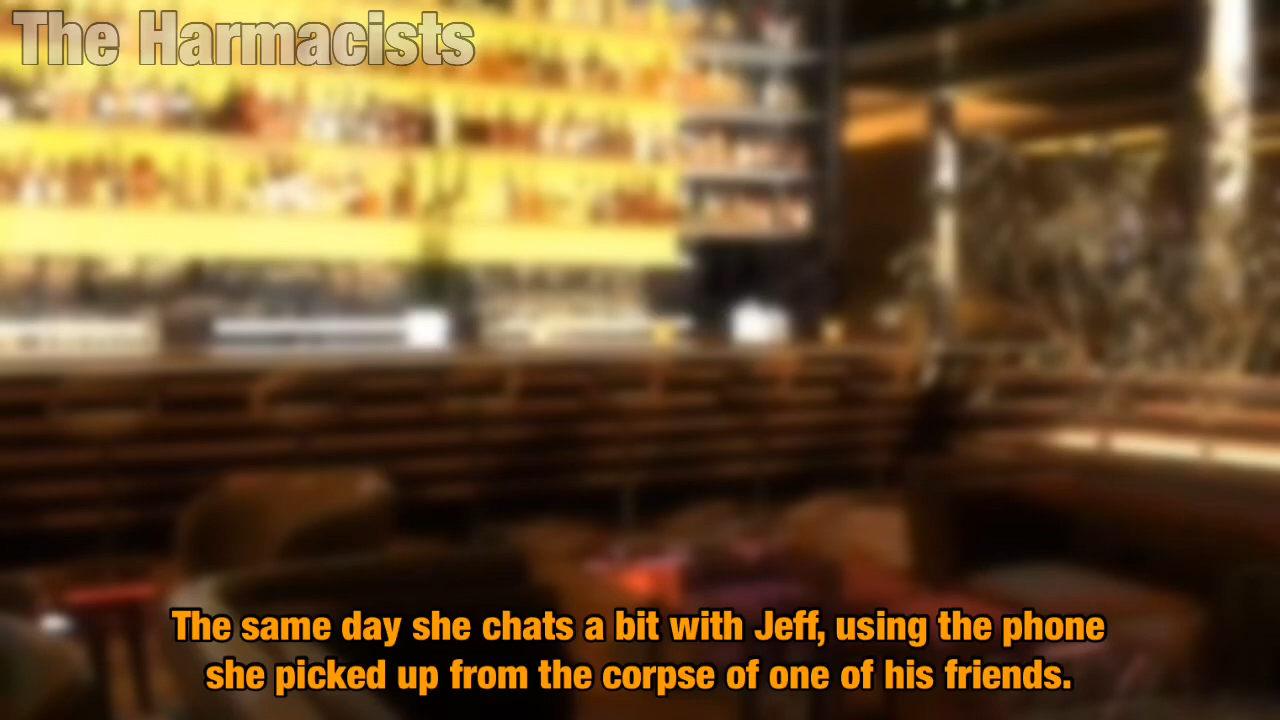 The Harmacists
The same day she chats a bit with Jeff, using the phone
she picked up from the corpse of one of his friends.